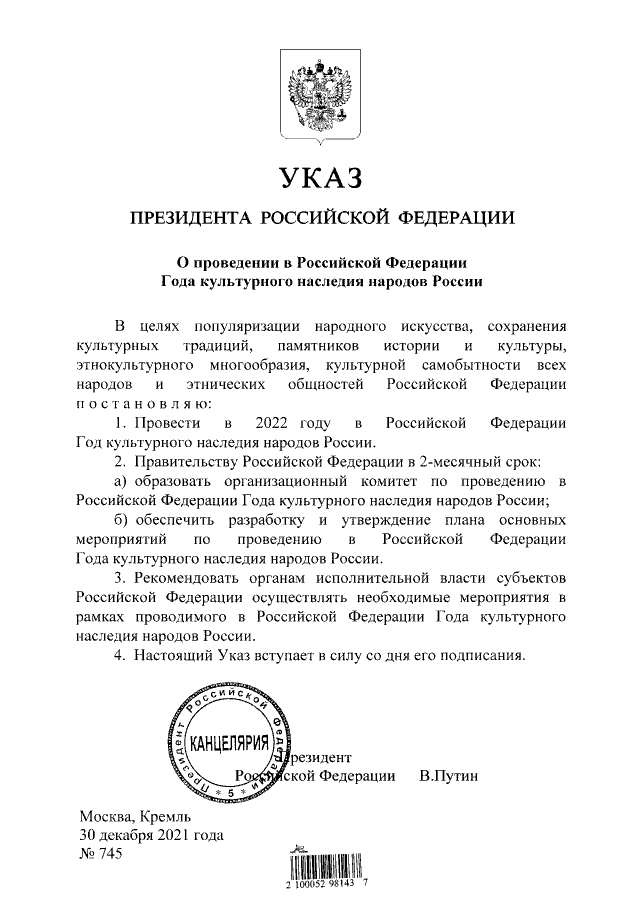 УКАЗ
ПРЕЗИДЕНТА РОССИЙСКОЙ ФЕДЕРАЦИИ
О проведении в Российской Федерации
Года культурного наследия народов России
В целях популяризации народного искусства, сохранения
культурных традиций, памятников истории и культуры,
этнокультурного многообразия, культурной самобытности всех
народов и этнических общностей Российской Федерации
п о с т а н о в л я ю:
1. Провести в 2022 году в Российской Федерации
Год культурного наследия народов России.
2. Правительству Российской Федерации в 2-месячный срок:
а) образовать организационный комитет по проведению в
Российской Федерации Года культурного наследия народов России;
б) обеспечить разработку и утверждение плана основных
мероприятий по проведению в Российской Федерации
Года культурного наследия народов России.
3. Рекомендовать органам исполнительной власти субъектов
Российской Федерации осуществлять необходимые мероприятия в
рамках проводимого в Российской Федерации Года культурного
наследия народов России.
4. Настоящий Указ вступает в силу со дня его подписания.
Президент Российской Федерации
КАНЦЕЛЯРИЯ
* 5 *
Президент
Российской Федерации В.Путин
Москва, Кремль
30 декабря 2021 года
№ 745
2 100052 98143 7